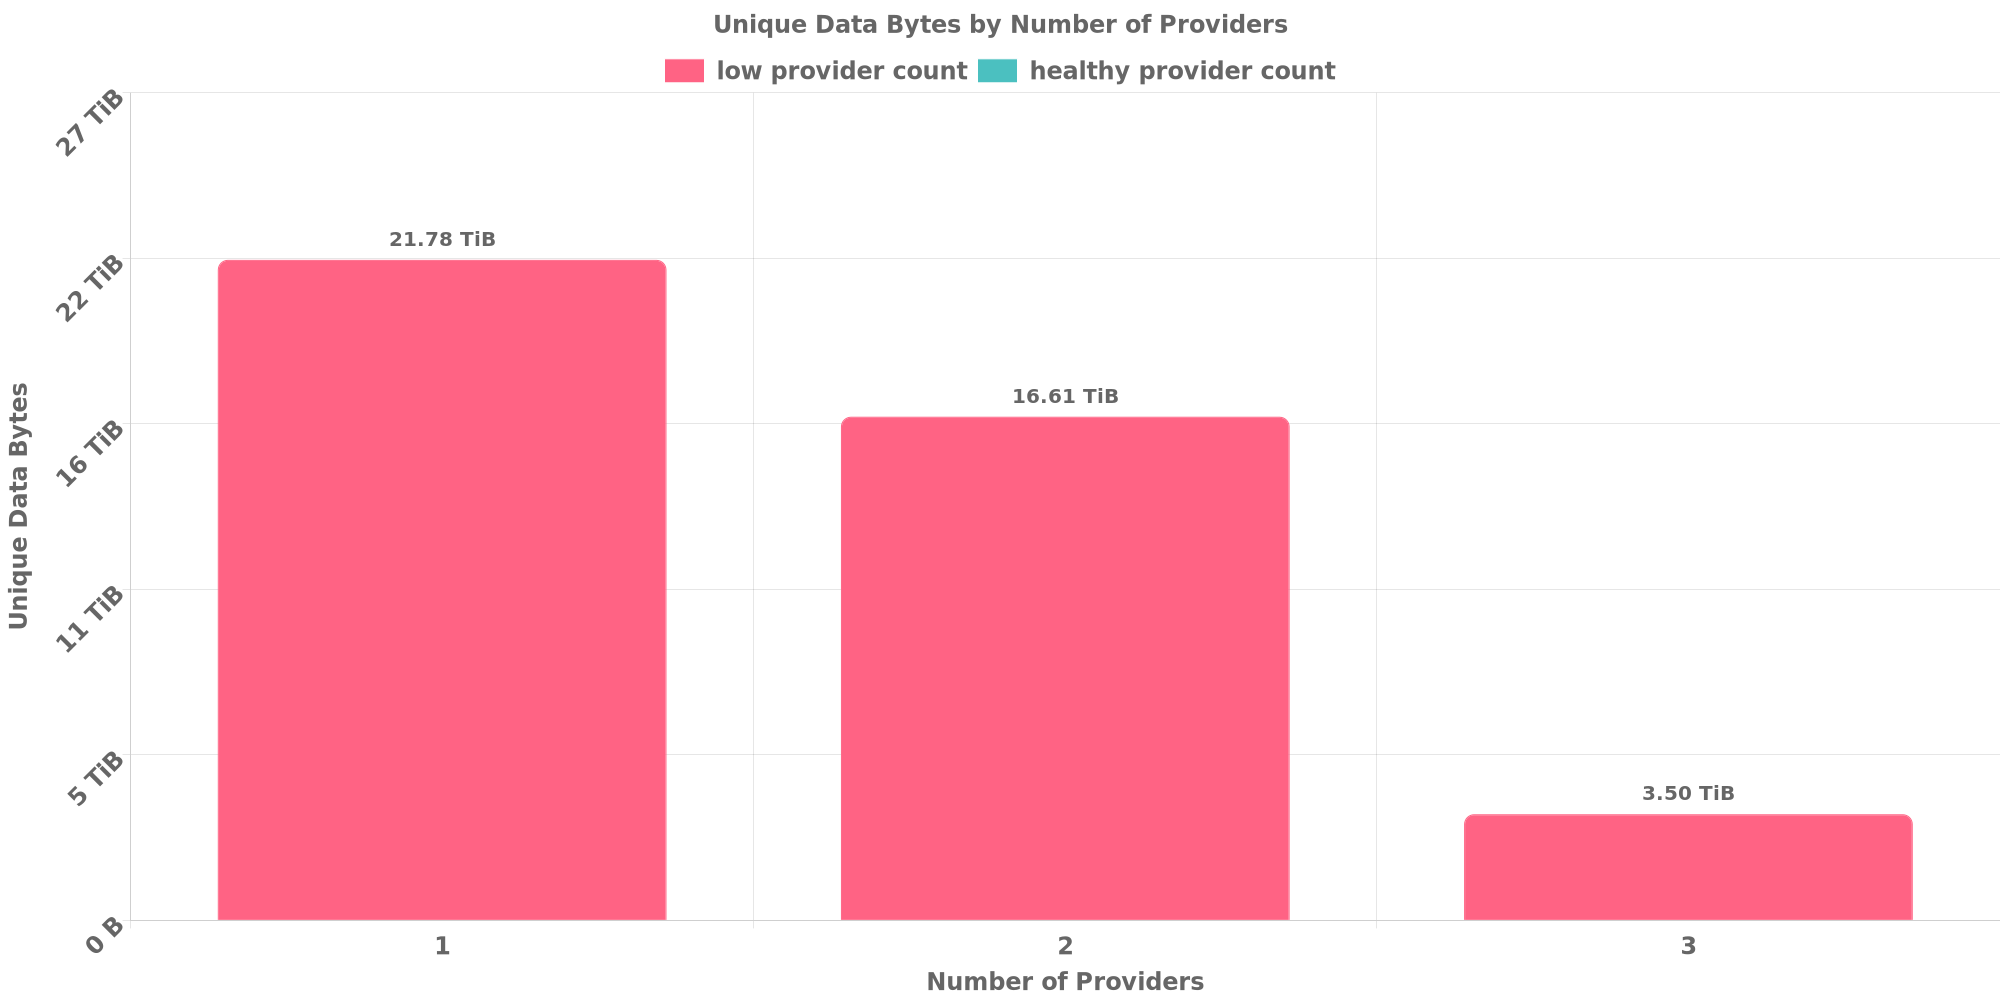 Unique Data Bytes by Number of Providers
low provider count healthy provider count
27 TiB
22 TiB
16 TiB
11 TiB
5 TiB
0 B
Unique Data Bytes
21.78 TiB
16.61 TiB
3.50 TiB
1 2 3
Number of Providers